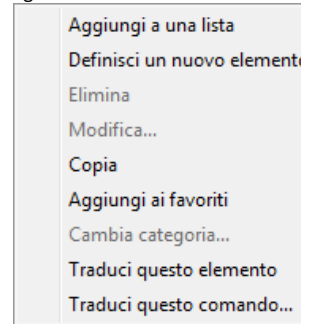 Aggiungi a una lista
Definisci un nuovo element
Elimina
Modifica...
Copia
Aggiungi ai favoriti
Cambia categoria...
Traduci questo elemento
Traduci questo comando...